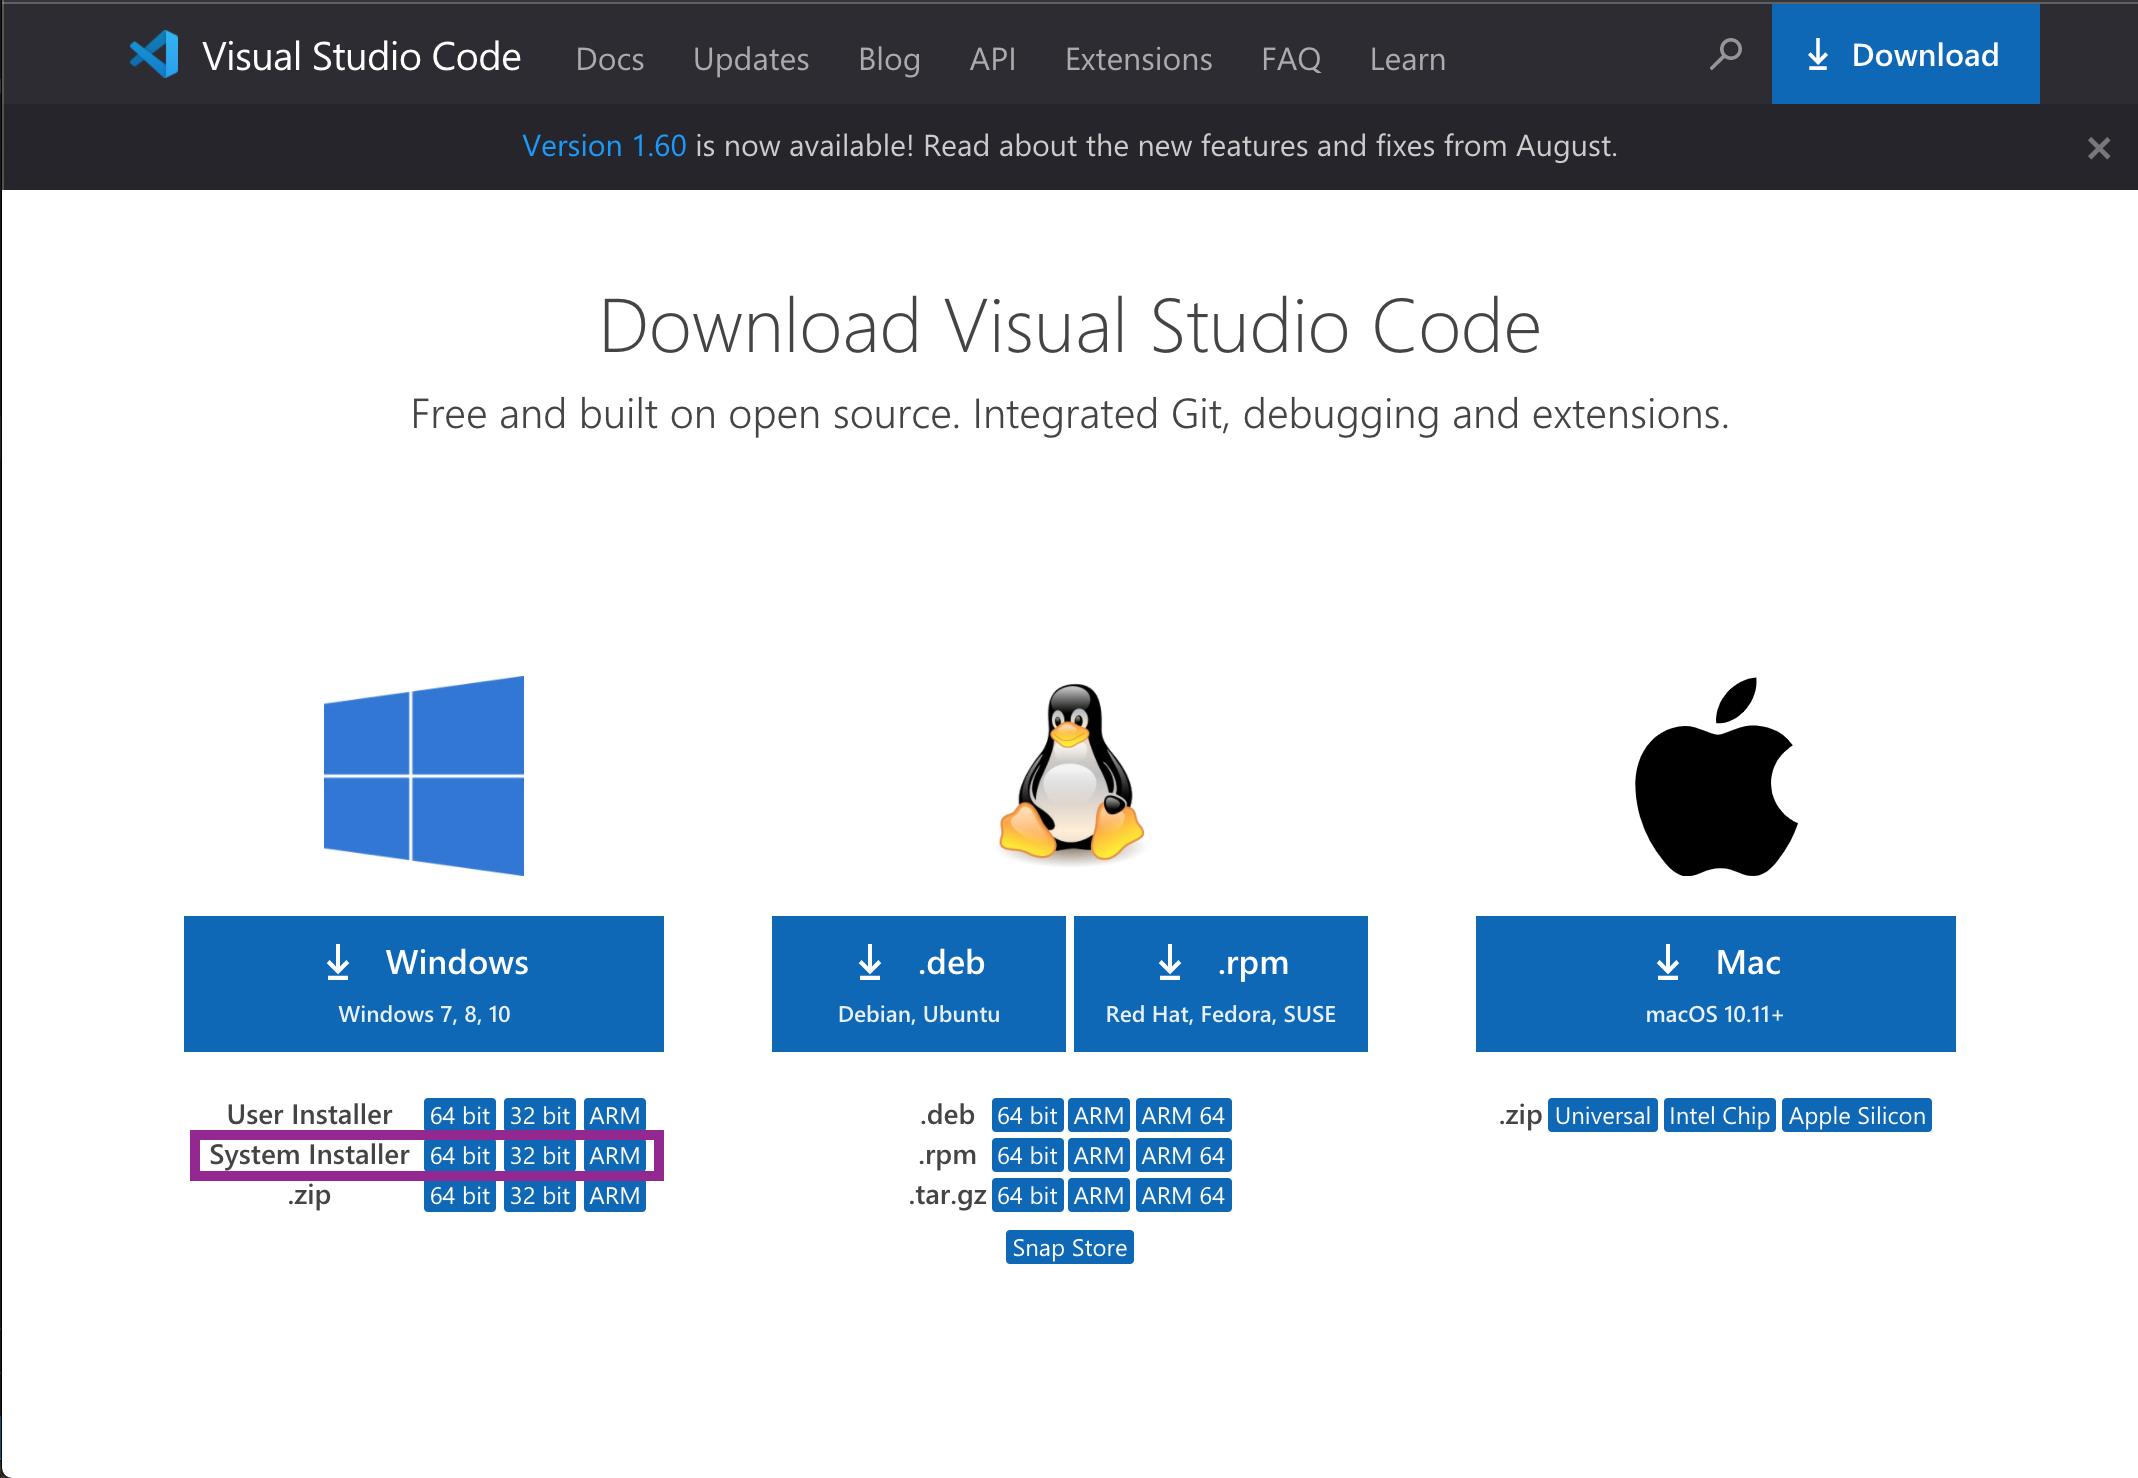 Visual Studio Code Docs Updates Blog API Extensions FAQ Learn Download
Version 1.60 is now available! Read about the new features and fixes from August.
Download Visual Studio Code
Free and built on open source. Integrated Git, debugging and extensions.
Windows
Windows 7, 8, 10
User Installer 64 bit 32 bit ARM
System Installer 64 bit 32 bit ARM
.zip 64 bit 32 bit ARM
.deb
Debian, Ubuntu
.rpm
Red Hat, Fedora, SUSE
.deb 64 bit ARM ARM 64
.rpm 64 bit ARM ARM 64
.tar.gz 64 bit ARM ARM 64
Snap Store
Mac
macOS 10.11+
.zip Universal Intel Chip Apple Silicon